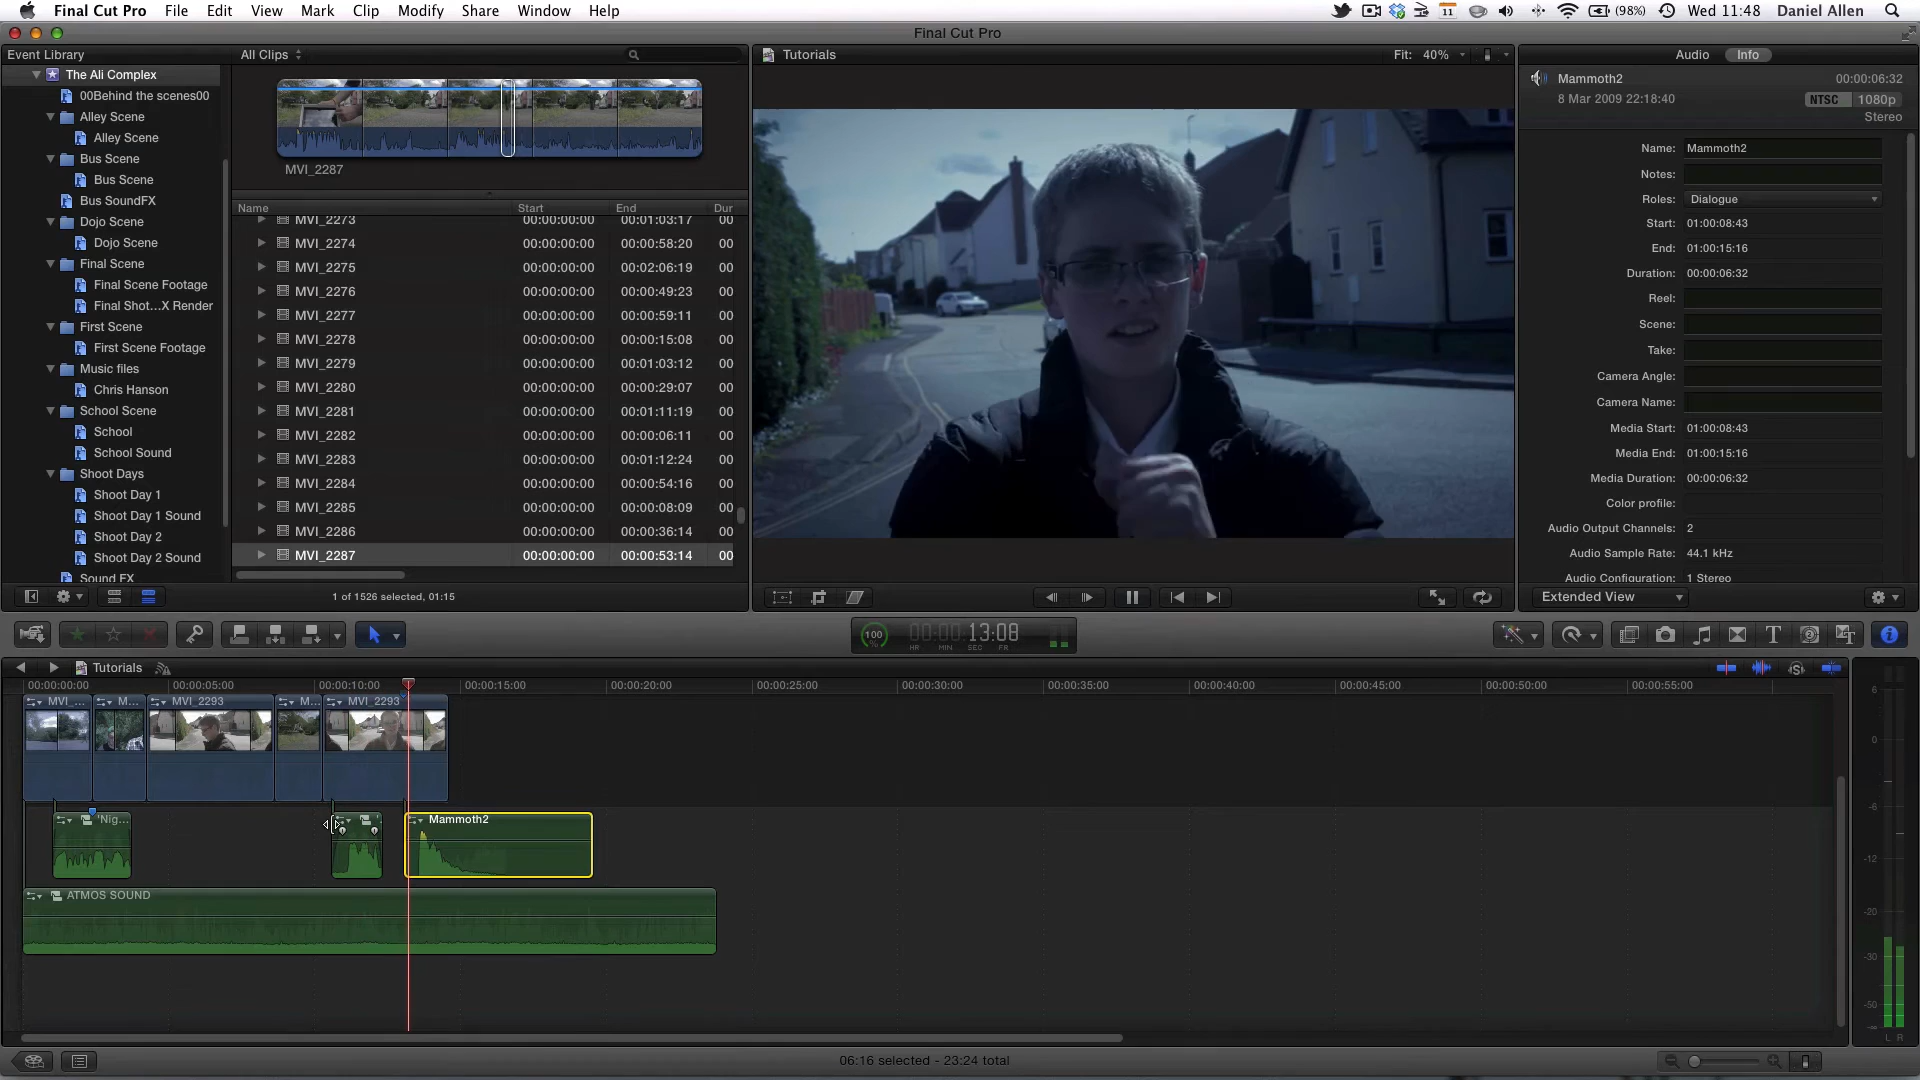 Final Cut Pro File Edit View Mark Clip Modify Share Window Help 11 (98%) Wed 11:48 Daniel Allen
Final Cut Pro
Event Library
The Ali Complex
00Behind the scenes00
Alley Scene
Alley Scene
Bus Scene
Bus Scene
Bus SoundFX
Dojo Scene
Dojo Scene
Final Scene
Final Scene Footage
Final Shot...X Render
First Scene
First Scene Footage
Music files
Chris Hanson
School Scene
School
School Sound
Shoot Days
Shoot Day 1
Shoot Day 1 Sound
Shoot Day 2
Shoot Day 2 Sound
Sound FX
All Clips
MVI_2287
Name Start End Dur
MVI_2273 00:00:00:00 00:01:03:17 00
MVI_2274 00:00:00:00 00:00:58:20 00
MVI_2275 00:00:00:00 00:02:06:19 00
MVI_2276 00:00:00:00 00:00:49:23 00
MVI_2277 00:00:00:00 00:00:59:11 00
MVI_2278 00:00:00:00 00:00:15:08 00
MVI_2279 00:00:00:00 00:01:03:12 00
MVI_2280 00:00:00:00 00:00:29:07 00
MVI_2281 00:00:00:00 00:01:11:19 00
MVI_2282 00:00:00:00 00:00:06:11 00
MVI_2283 00:00:00:00 00:01:12:24 00
MVI_2284 00:00:00:00 00:00:54:16 00
MVI_2285 00:00:00:00 00:00:08:09 00
MVI_2286 00:00:00:00 00:00:36:14 00
MVI_2287 00:00:00:00 00:00:53:14 00
1 of 1526 selected, 01:15
Tutorials
Fit: 40%
Audio Info
Mammoth2 00:00:06:32
8 Mar 2009 22:18:40 NTSC 1080p
Stereo
Name: Mammoth2
Notes:
Roles: Dialogue
Start: 01:00:08:43
End: 01:00:15:16
Duration: 00:00:06:32
Reel:
Scene:
Take:
Camera Angle:
Camera Name:
Media Start: 01:00:08:43
Media End: 01:00:15:16
Media Duration: 00:00:06:32
Color profile:
Audio Output Channels: 2
Audio Sample Rate: 44.1 kHz
Audio Configuration: 1 Stereo
Extended View
100 % 00:00:13:08
HR MIN SEC FR
Tutorials
00:00:00:00 00:00:05:00 00:00:10:00 00:00:15:00 00:00:20:00 00:00:25:00 00:00:30:00 00:00:35:00 00:00:40:00 00:00:45:00 00:00:50:00 00:00:55:00
MVI_... M... MVI_2293 M... MVI_2293
'Nig... Mammoth2
ATMOS SOUND
6
0
-6
-12
-20
-30
-50
-∞
L R
06:16 selected - 23:24 total